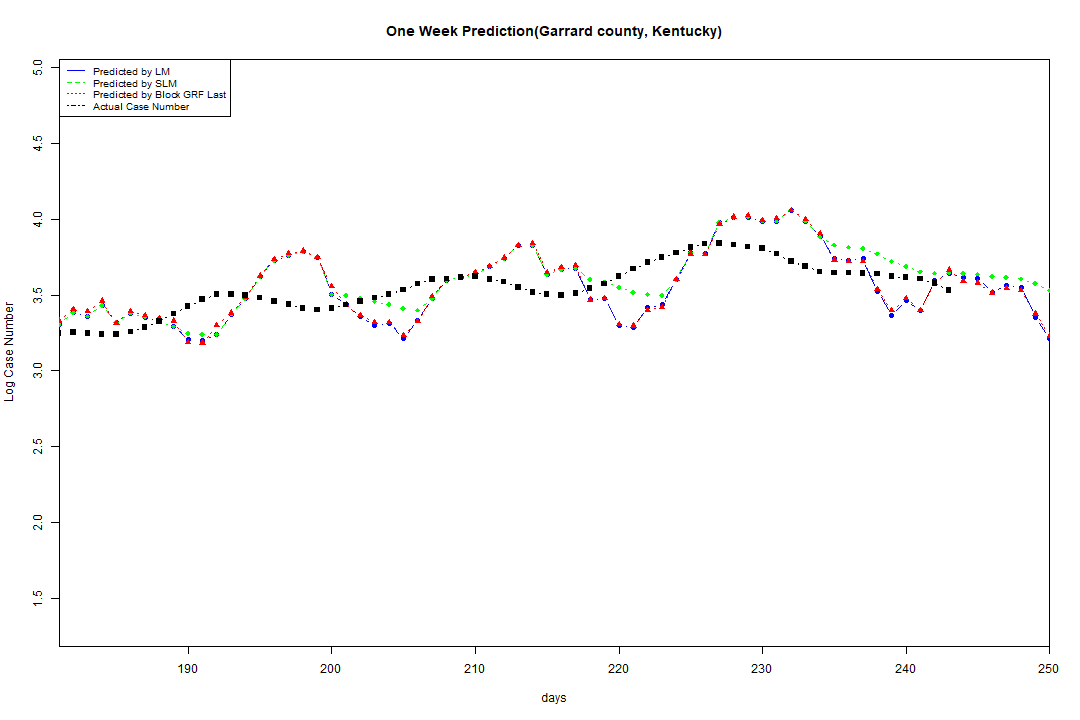 One Week Prediction(Garrard county, Kentucky)
Predicted by LM
Predicted by SLM
Predicted by Block GRF Last
Actual Case Number
5.0
4.5
4.0
3.5
3.0
2.5
2.0
1.5
Log Case Number
190 200 210 220 230 240 250
days